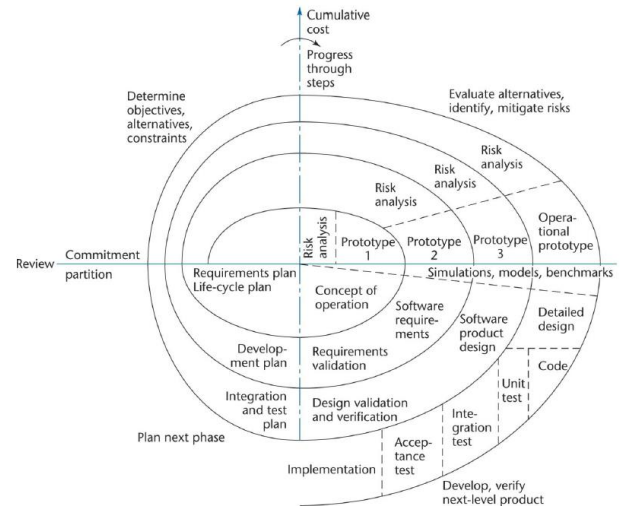 Cumulative
cost
Progress
through
steps
Determine
objectives,
alternatives,
constraints
Evaluate alternatives,
identify, mitigate risks
Risk
analysis
Risk
analysis
Risk
analysis
Risk
analysis
Opera-
tional
prototype
Prototype
1
Prototype
2
Prototype
3
Review
Commitment
partition
Requirements plan
Life-cycle plan
Simulations, models, benchmarks
Concept of
operation
Software
require-
ments
Software
product
design
Detailed
design
Develop-
ment plan
Requirements
validation
Code
Unit
test
Integration
and test
plan
Design validation
and verification
Inte-
gration
test
Plan next phase
Accep-
tance
test
Implementation
Develop, verify
next-level product